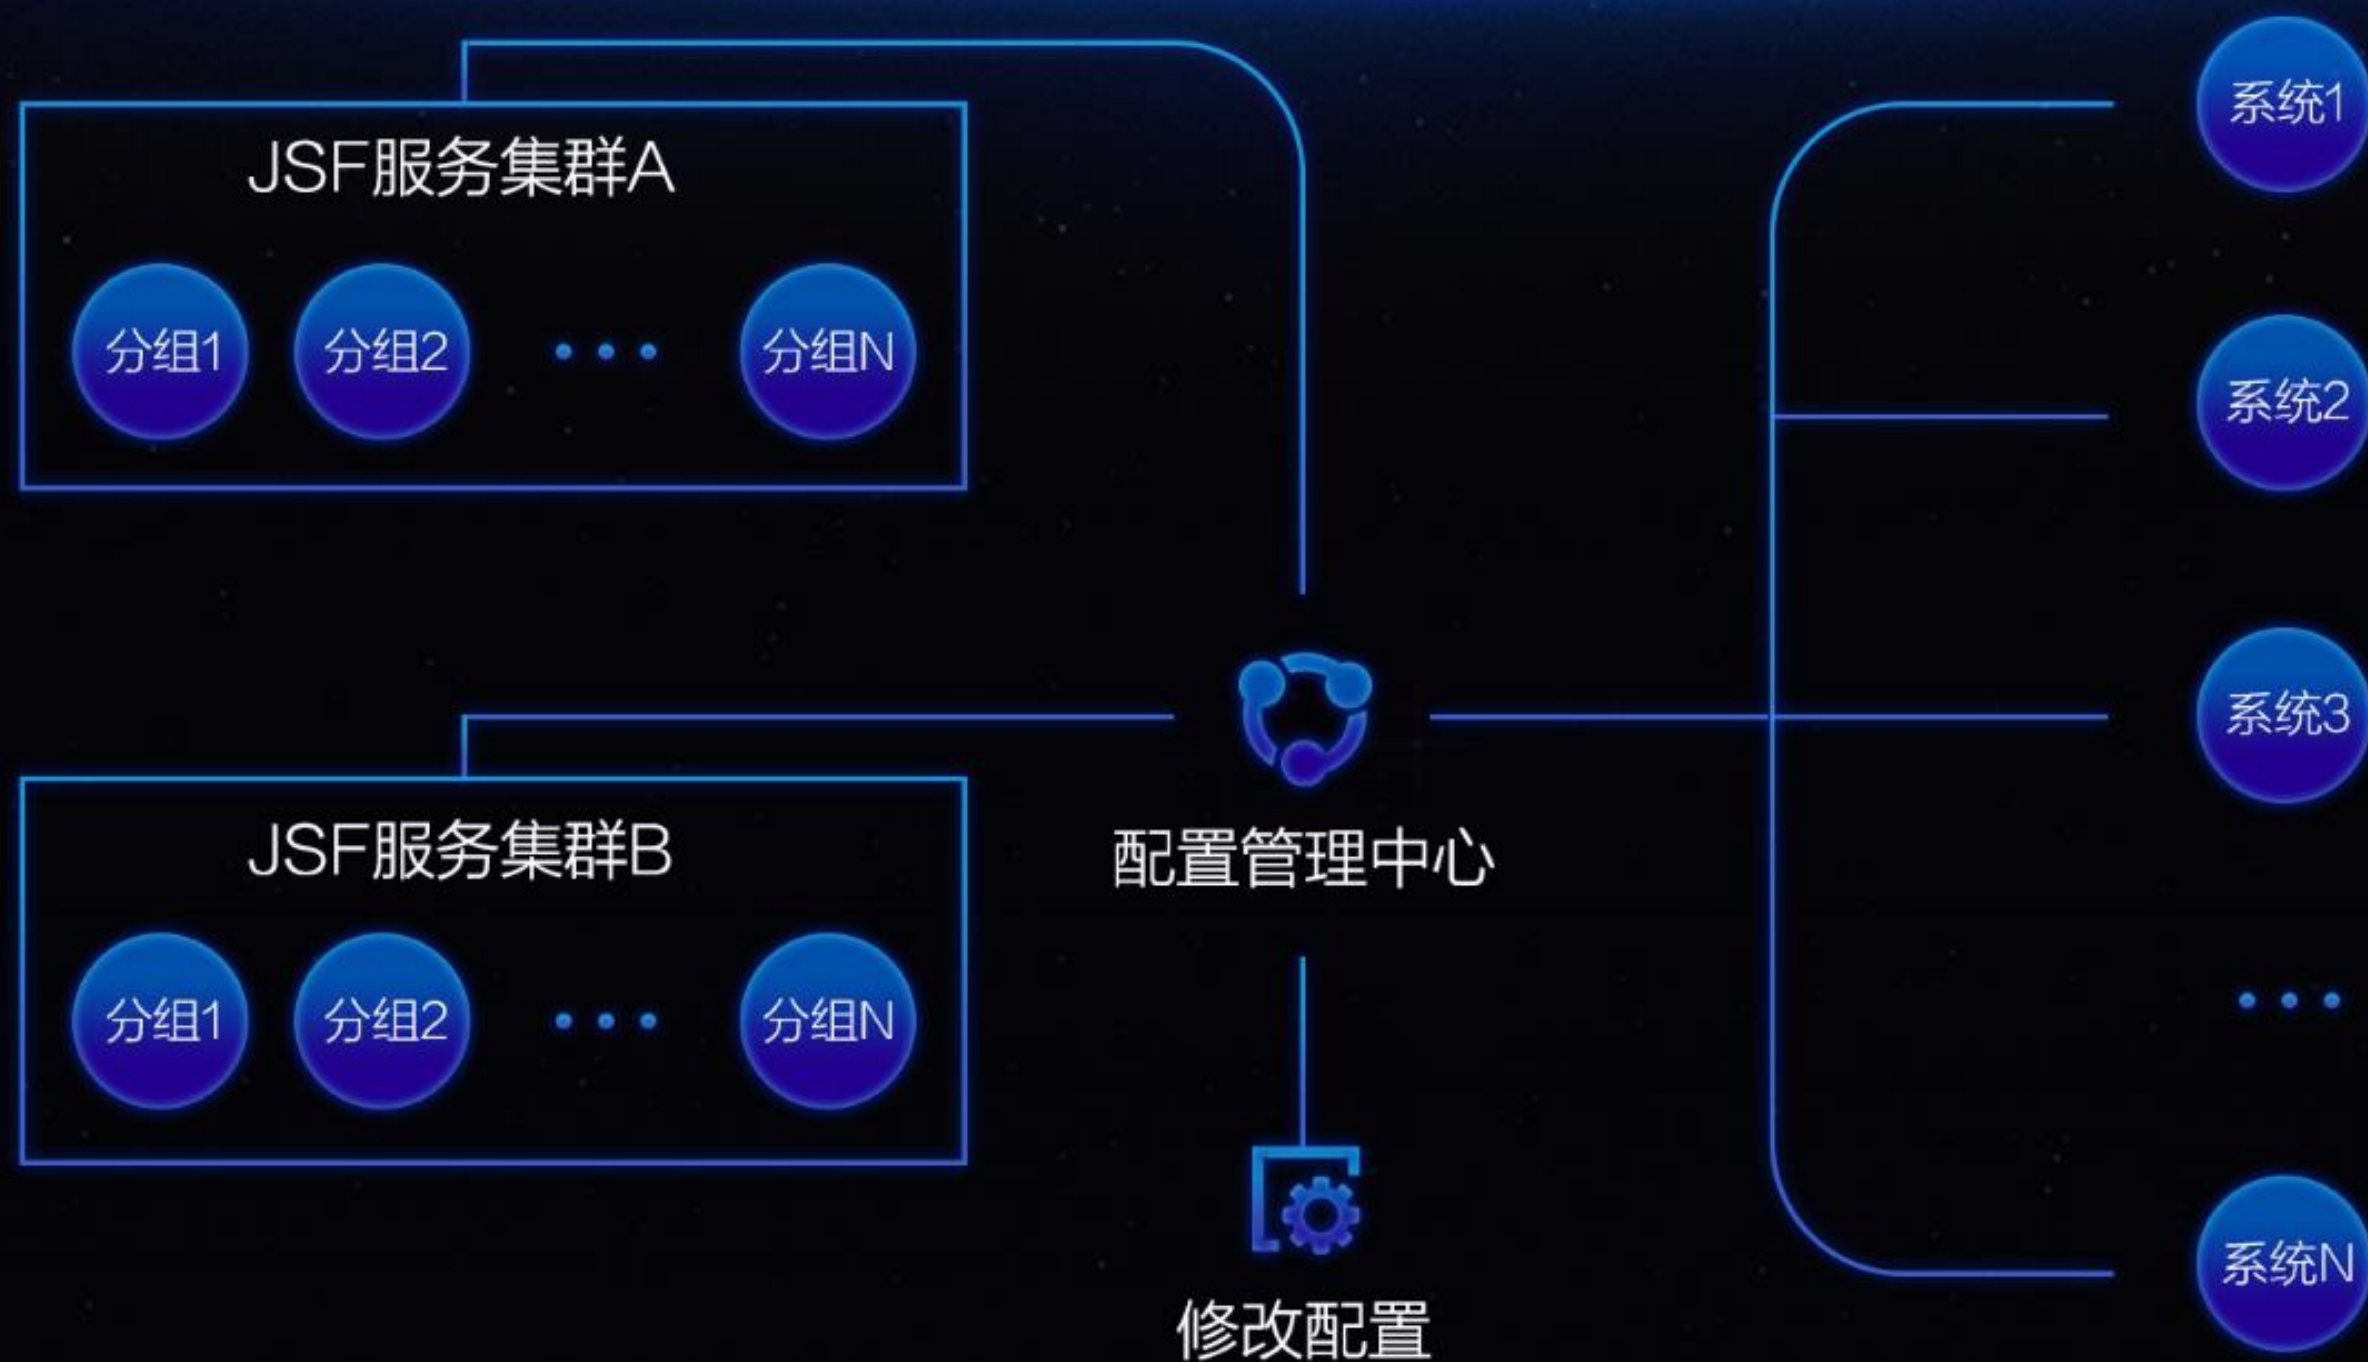 JSF服务集群A
分组1
分组2
分组N
JSF服务集群B
分组1
分组2
分组N
配置管理中心
修改配置
系统1
系统2
系统3
系统N